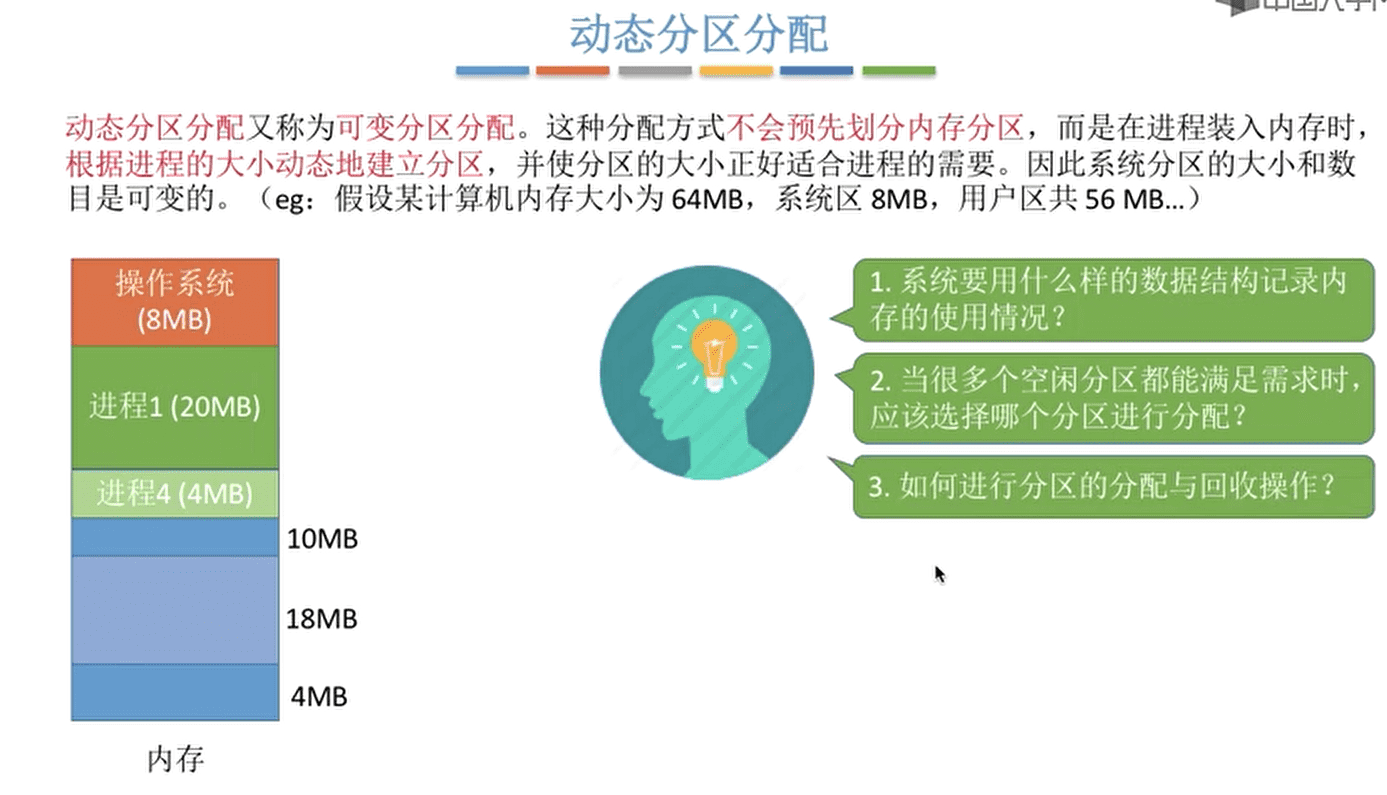 动态分区分配
动态分区分配又称为可变分区分配。这种分配方式不会预先划分内存分区，而是在进程装入内存时，
根据进程的大小动态地建立分区，并使分区的大小正好适合进程的需要。因此系统分区的大小和数
目是可变的。（eg：假设某计算机内存大小为 64MB，系统区 8MB，用户区共 56 MB…）
操作系统
(8MB)
进程1 (20MB)
进程4 (4MB)
10MB
18MB
4MB
内存
1. 系统要用什么样的数据结构记录内
存的使用情况？
2. 当很多个空闲分区都能满足需求时，
应该选择哪个分区进行分配？
3. 如何进行分区的分配与回收操作？